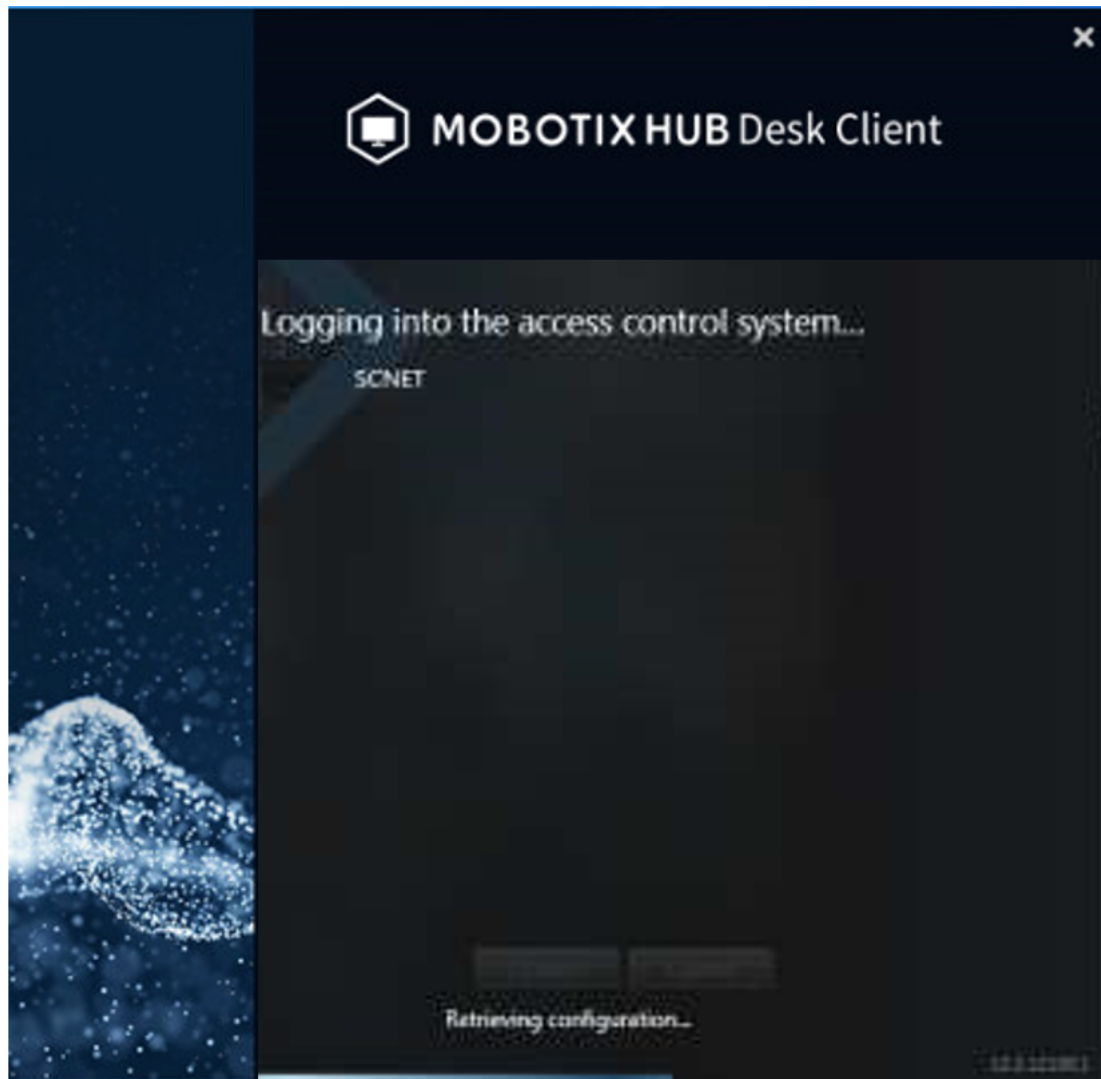 MOBOTIX HUB Desk Client
Logging into the access control system...
SCNET
Retrieving configuration...